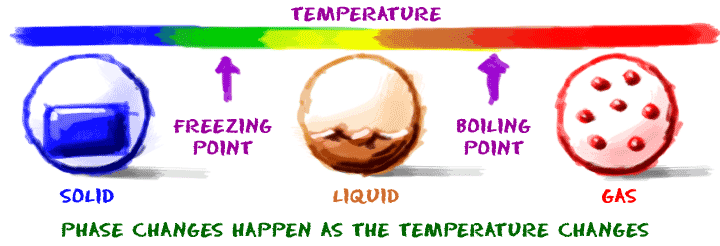 TEMPERATURE
FREEZING
POINT
BOILING
POINT
SOLID
LIQUID
GAS
PHASE CHANGES HAPPEN AS THE TEMPERATURE CHANGES